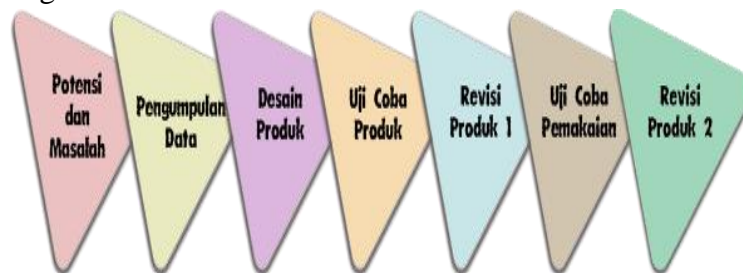 Potensi
dan
Masalah
Pengumpulan
Data
Desain
Produk
Uji Coba
Produk
Revisi
Produk 1
Uji Coba
Pemakaian
Revisi
Produk 2